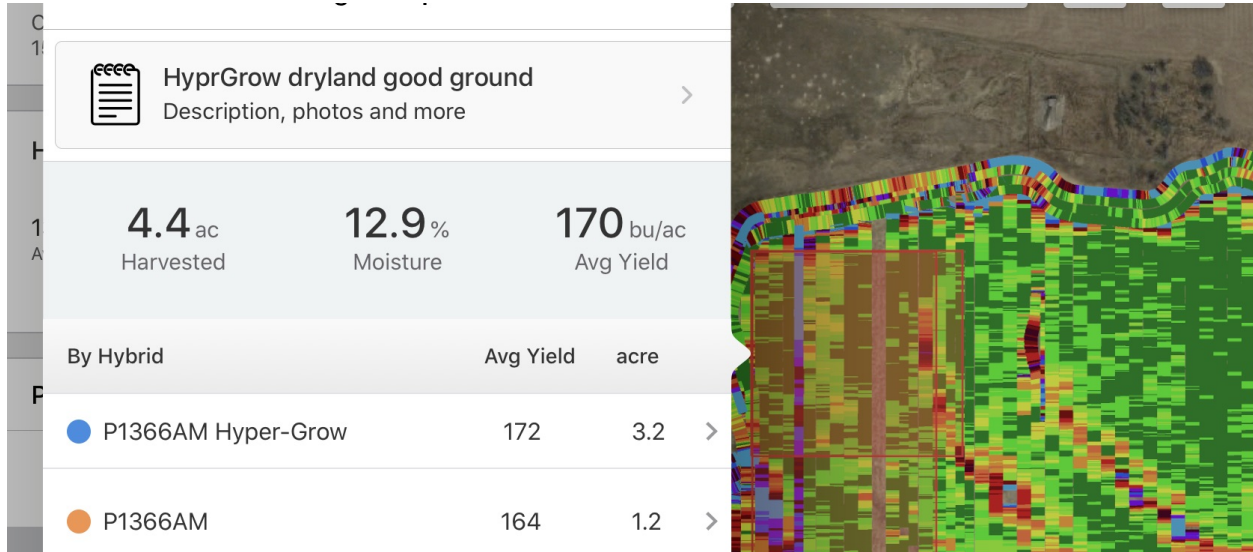 HyprGrow dryland good ground
Description, photos and more
4.4 ac
12.9 %
170 bu/ac
Harvested
Moisture
Avg Yield
By Hybrid
Avg Yield
acre
P1366AM Hyper-Grow
172
3.2
P1366AM
164
1.2